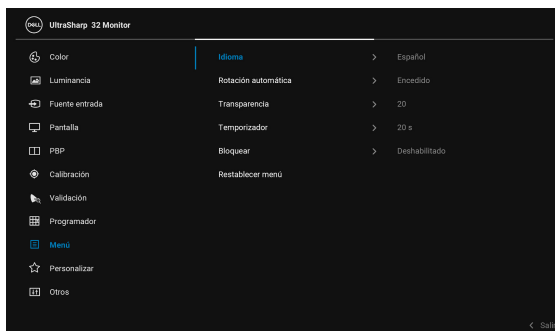 DELL UltraSharp 32 Monitor
Color
Idioma > Español
Luminancia
Rotación automática > Encedido
Fuente entrada
Transparencia > 20
Pantalla
Temporizador > 20 s
PBP
Bloquear > Deshabilitado
Calibración
Restablecer menú
Validación
Programador
Menú
Personalizar
Otros